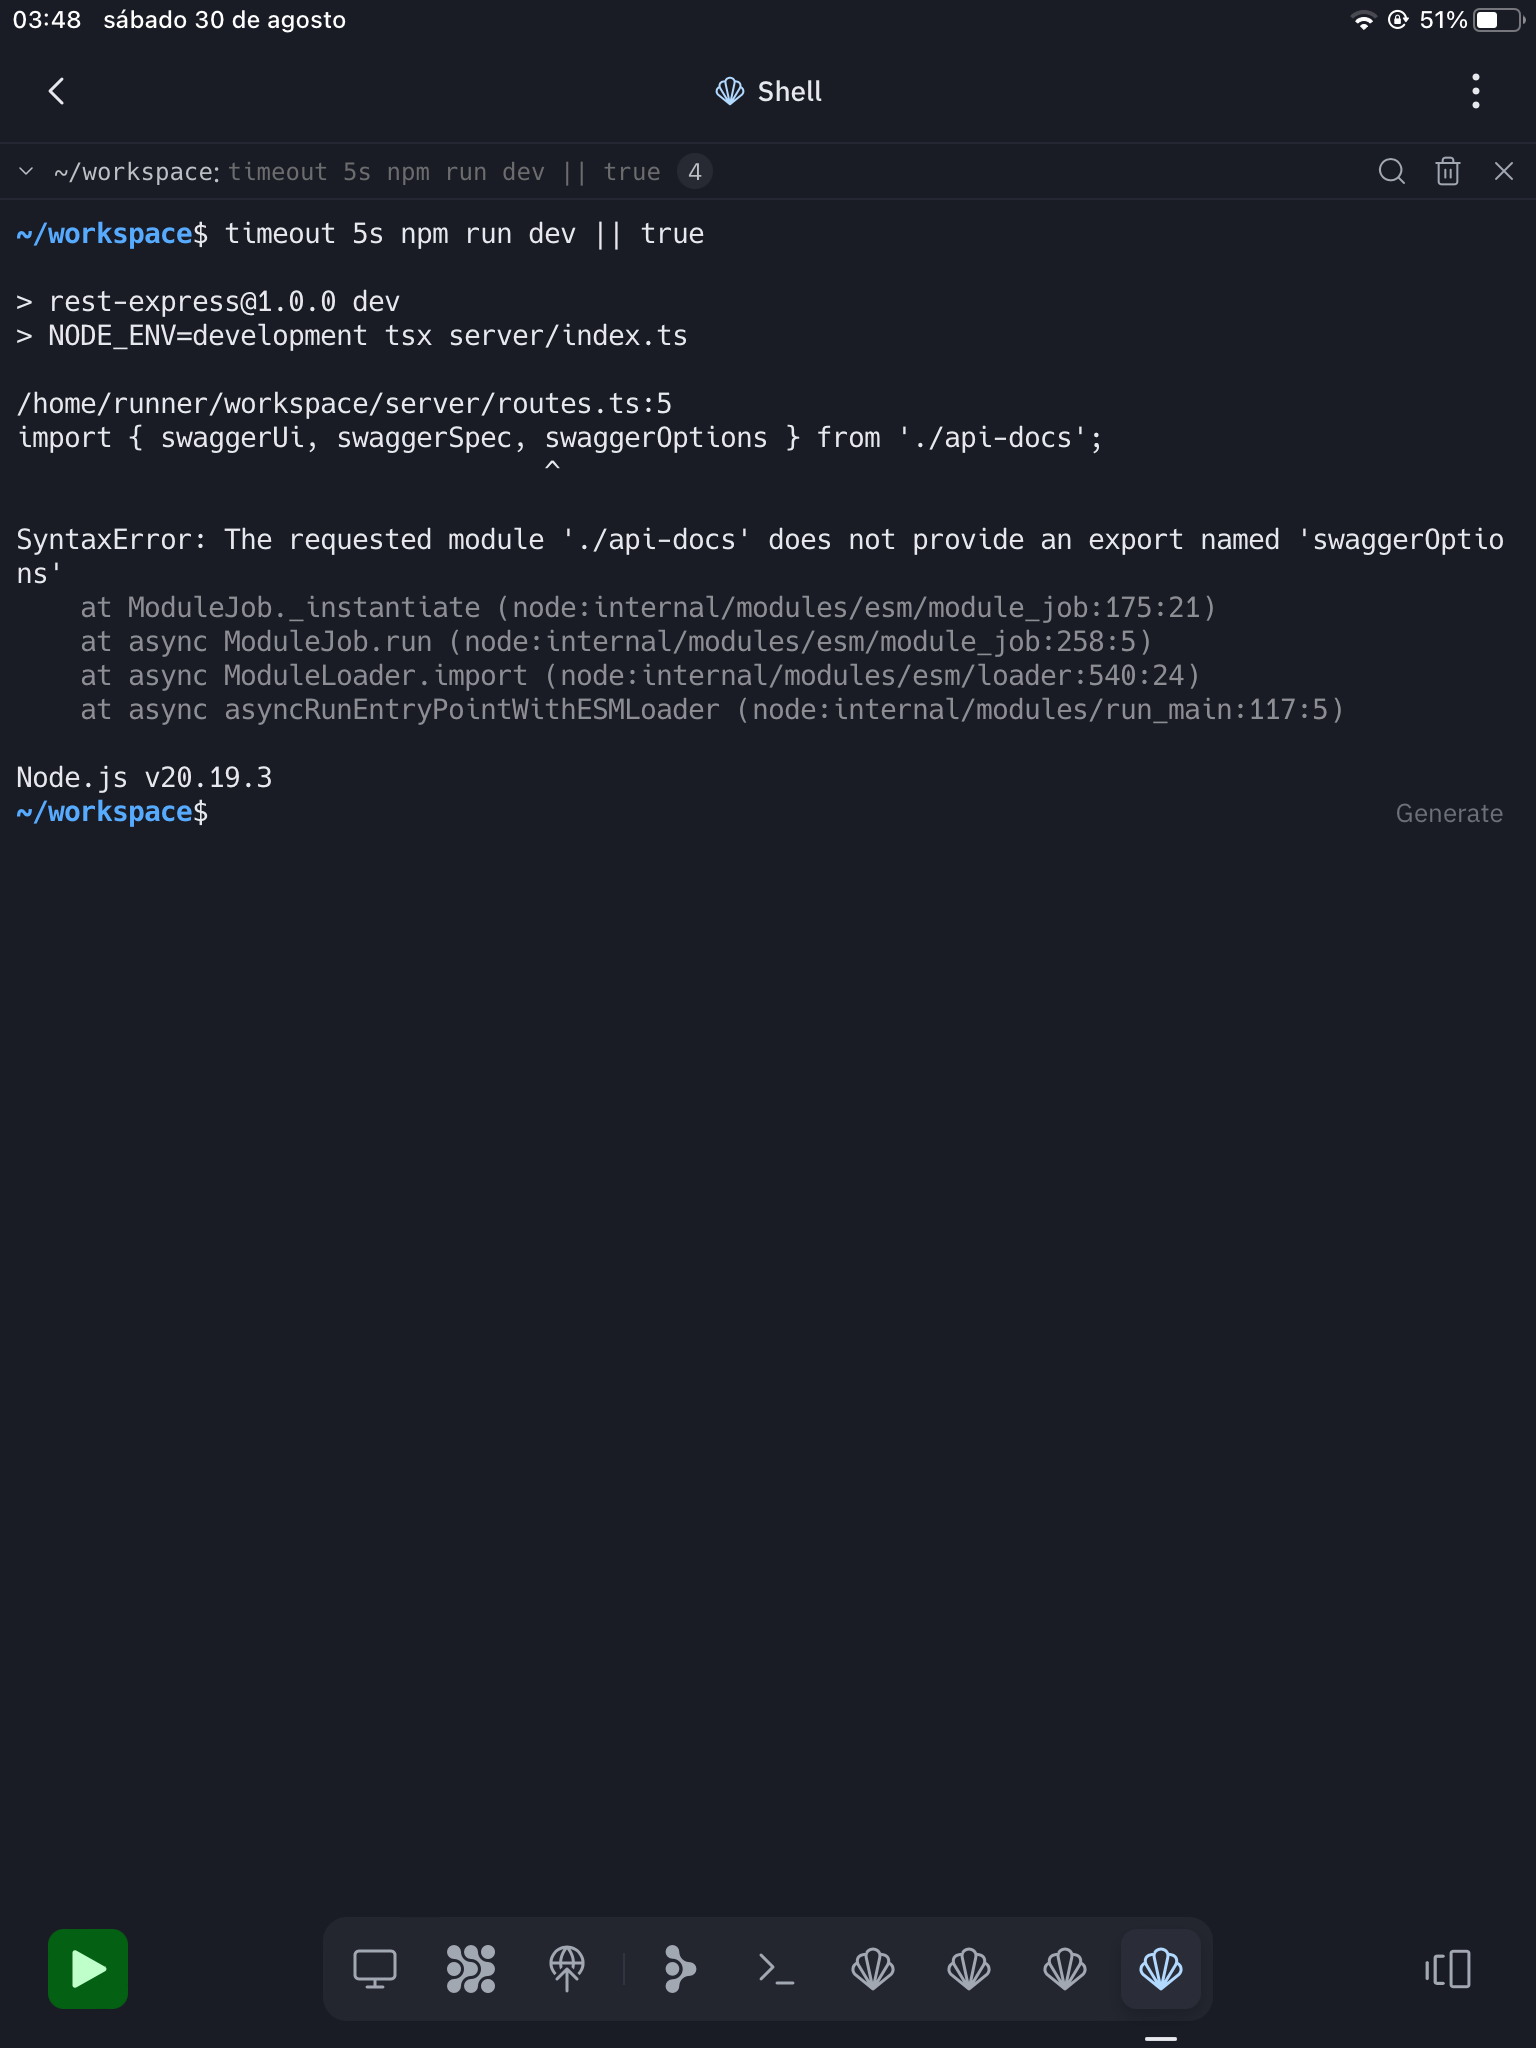 03:48 sábado 30 de agosto 51%
Shell
~/workspace: timeout 5s npm run dev || true 4
~/workspace$ timeout 5s npm run dev || true
> rest-express@1.0.0 dev
> NODE_ENV=development tsx server/index.ts
/home/runner/workspace/server/routes.ts:5
import { swaggerUi, swaggerSpec, swaggerOptions } from './api-docs';
^
SyntaxError: The requested module './api-docs' does not provide an export named 'swaggerOptio
ns'
at ModuleJob._instantiate (node:internal/modules/esm/module_job:175:21)
at async ModuleJob.run (node:internal/modules/esm/module_job:258:5)
at async ModuleLoader.import (node:internal/modules/esm/loader:540:24)
at async asyncRunEntryPointWithESMLoader (node:internal/modules/run_main:117:5)
Node.js v20.19.3
~/workspace$ Generate